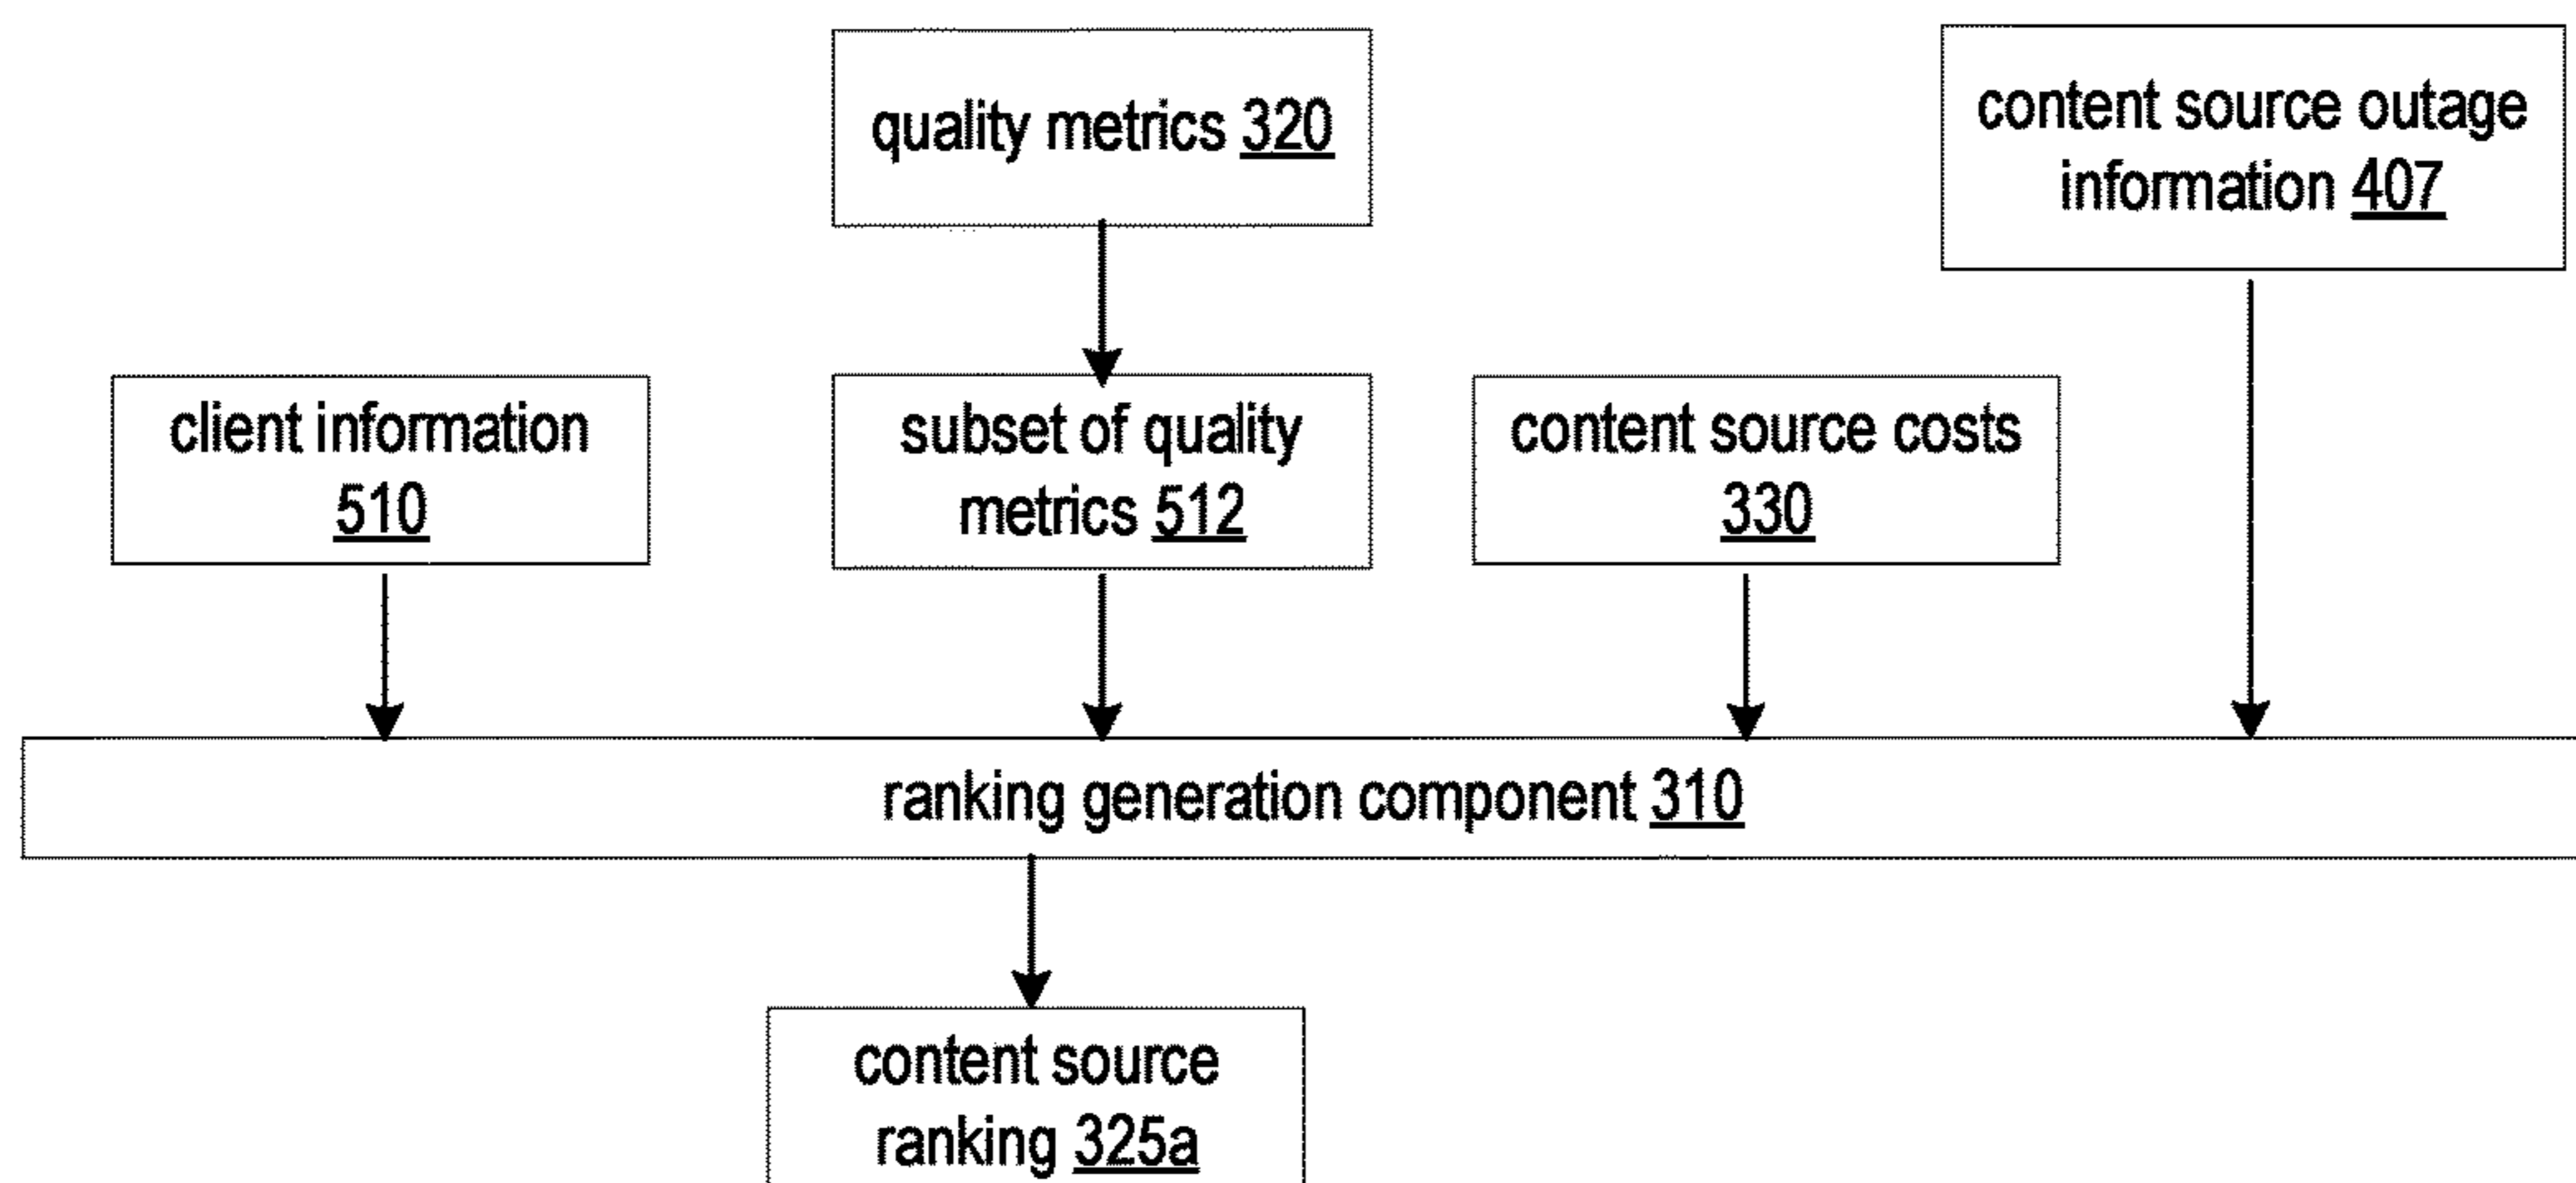 quality metrics 320
content source outage
information 407
client information
510
subset of quality
metrics 512
content source costs
330
ranking generation component 310
content source
ranking 325a